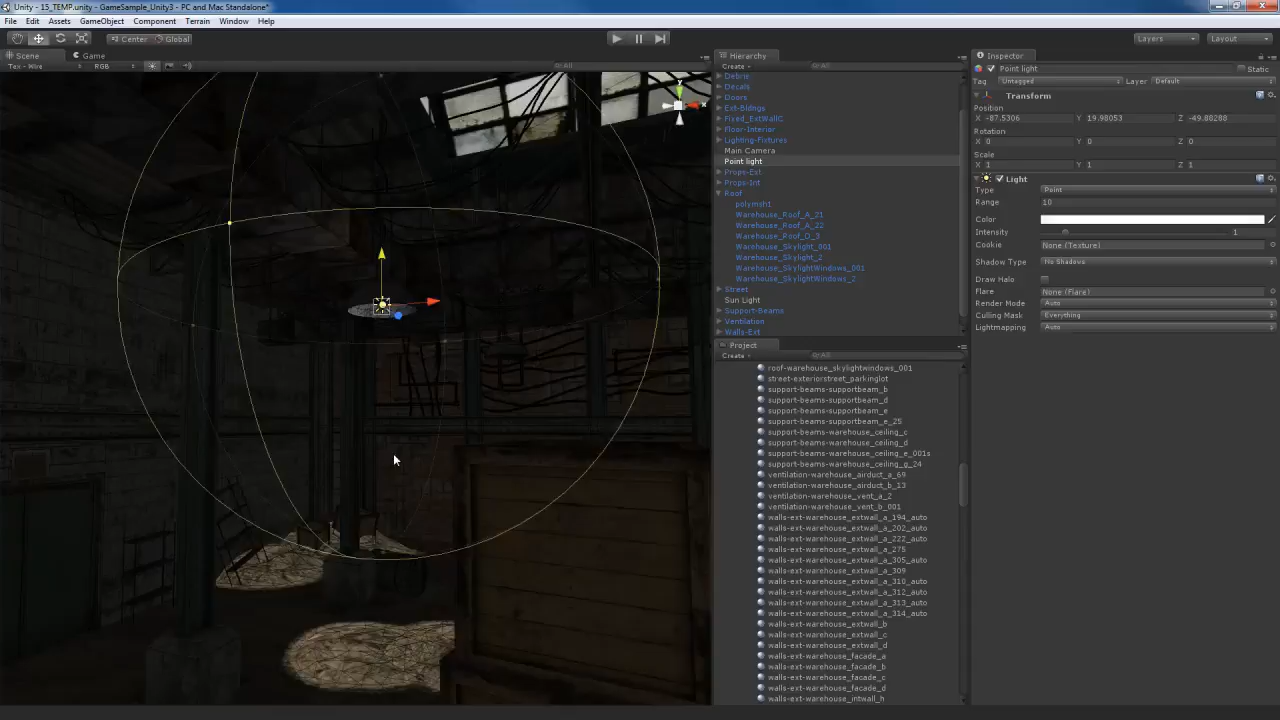 Unity - 15_TEMP.unity - GameSample_Unity3 - PC and Mac Standalone*
File Edit Assets GameObject Component Terrain Window Help
Center Global Layers Layout
Scene Game
Tex - Wire RGB All
Hierarchy
Create All
Debris
Decals
Doors
Ext-Bldngs
Fixed_ExtWallC
Floor-Interior
Lighting-Fixtures
Main Camera
Point light
Props-Ext
Props-Int
Roof
polymsht
Warehouse_Roof_A_21
Warehouse_Roof_A_22
Warehouse_Roof_D_3
Warehouse_Skylight_001
Warehouse_Skylight_2
Warehouse_SkylightWindows_001
Warehouse_SkylightWindows_2
Street
Sun Light
Support-Beams
Ventilation
Walls-Ext
Project
Create All
roof-warehouse_skylightwindows_001
street-exteriorstreet_parkinglot
support-beams-supportbeam_b
support-beams-supportbeam_d
support-beams-supportbeam_e
support-beams-supportbeam_e_25
support-beams-warehouse_ceiling_c
support-beams-warehouse_ceiling_d
support-beams-warehouse_ceiling_e_001s
support-beams-warehouse_ceiling_g_24
ventilation-warehouse_airduct_a_69
ventilation-warehouse_airduct_b_13
ventilation-warehouse_vent_a_2
ventilation-warehouse_vent_b_001
walls-ext-warehouse_extwall_a_194_auto
walls-ext-warehouse_extwall_a_202_auto
walls-ext-warehouse_extwall_a_222_auto
walls-ext-warehouse_extwall_a_275
walls-ext-warehouse_extwall_a_305_auto
walls-ext-warehouse_extwall_a_309
walls-ext-warehouse_extwall_a_310_auto
walls-ext-warehouse_extwall_a_312_auto
walls-ext-warehouse_extwall_a_313_auto
walls-ext-warehouse_extwall_a_314_auto
walls-ext-warehouse_extwall_b
walls-ext-warehouse_extwall_c
walls-ext-warehouse_extwall_d
walls-ext-warehouse_facade_a
walls-ext-warehouse_facade_b
walls-ext-warehouse_facade_c
walls-ext-warehouse_facade_d
walls-ext-warehouse_intwall_h
Inspector
Point light Static
Tag Untagged Layer Default
Transform
Position
X -87.5306 Y 19.98053 Z -49.88288
Rotation
X 0 Y 0 Z 0
Scale
X 1 Y 1 Z 1
Light
Type Point
Range 10
Color
Intensity 1
Cookie None (Texture)
Shadow Type No Shadows
Draw Halo
Flare None (Flare)
Render Mode Auto
Culling Mask Everything
Lightmapping Auto